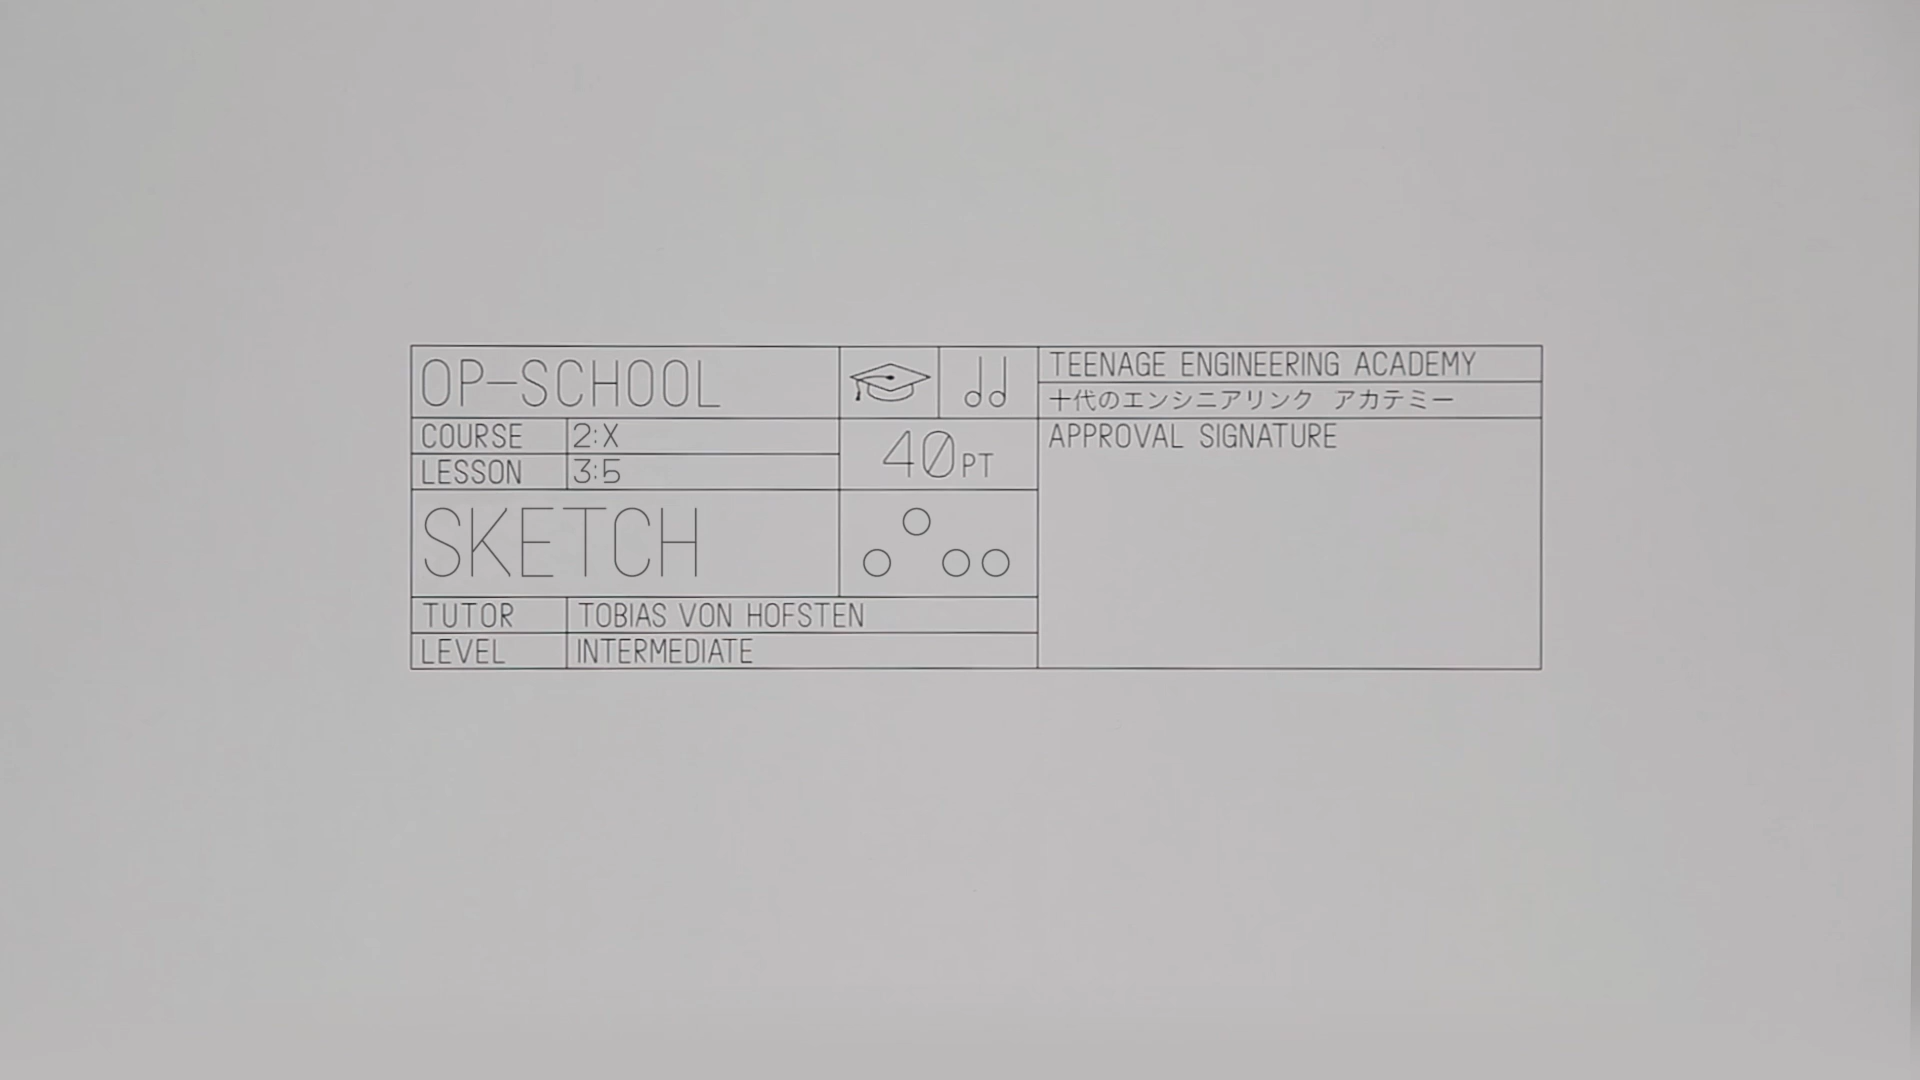 OP-SCHOOL
COURSE 2:X
LESSON 3:5
40PT
SKETCH
TUTOR TOBIAS VON HOFSTEN
LEVEL INTERMEDIATE
TEENAGE ENGINEERING ACADEMY
十代のエンシニアリンク アカテミー
APPROVAL SIGNATURE